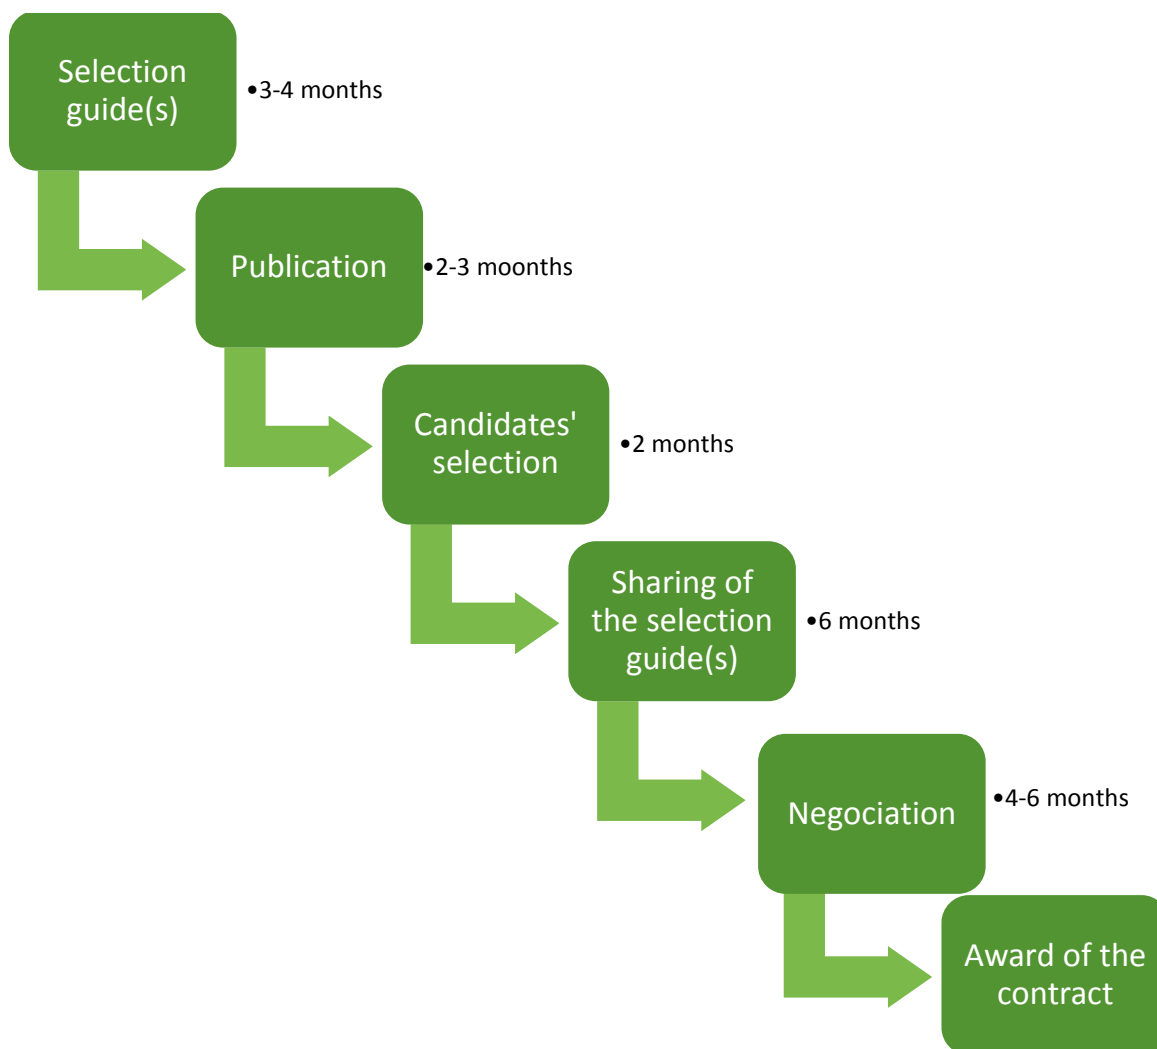 Selection
guide(s)
•3-4 months
Publication
•2-3 moonths
Candidates'
selection
•2 months
Sharing of
the selection
guide(s)
•6 months
Negociation
•4-6 months
Award of the
contract